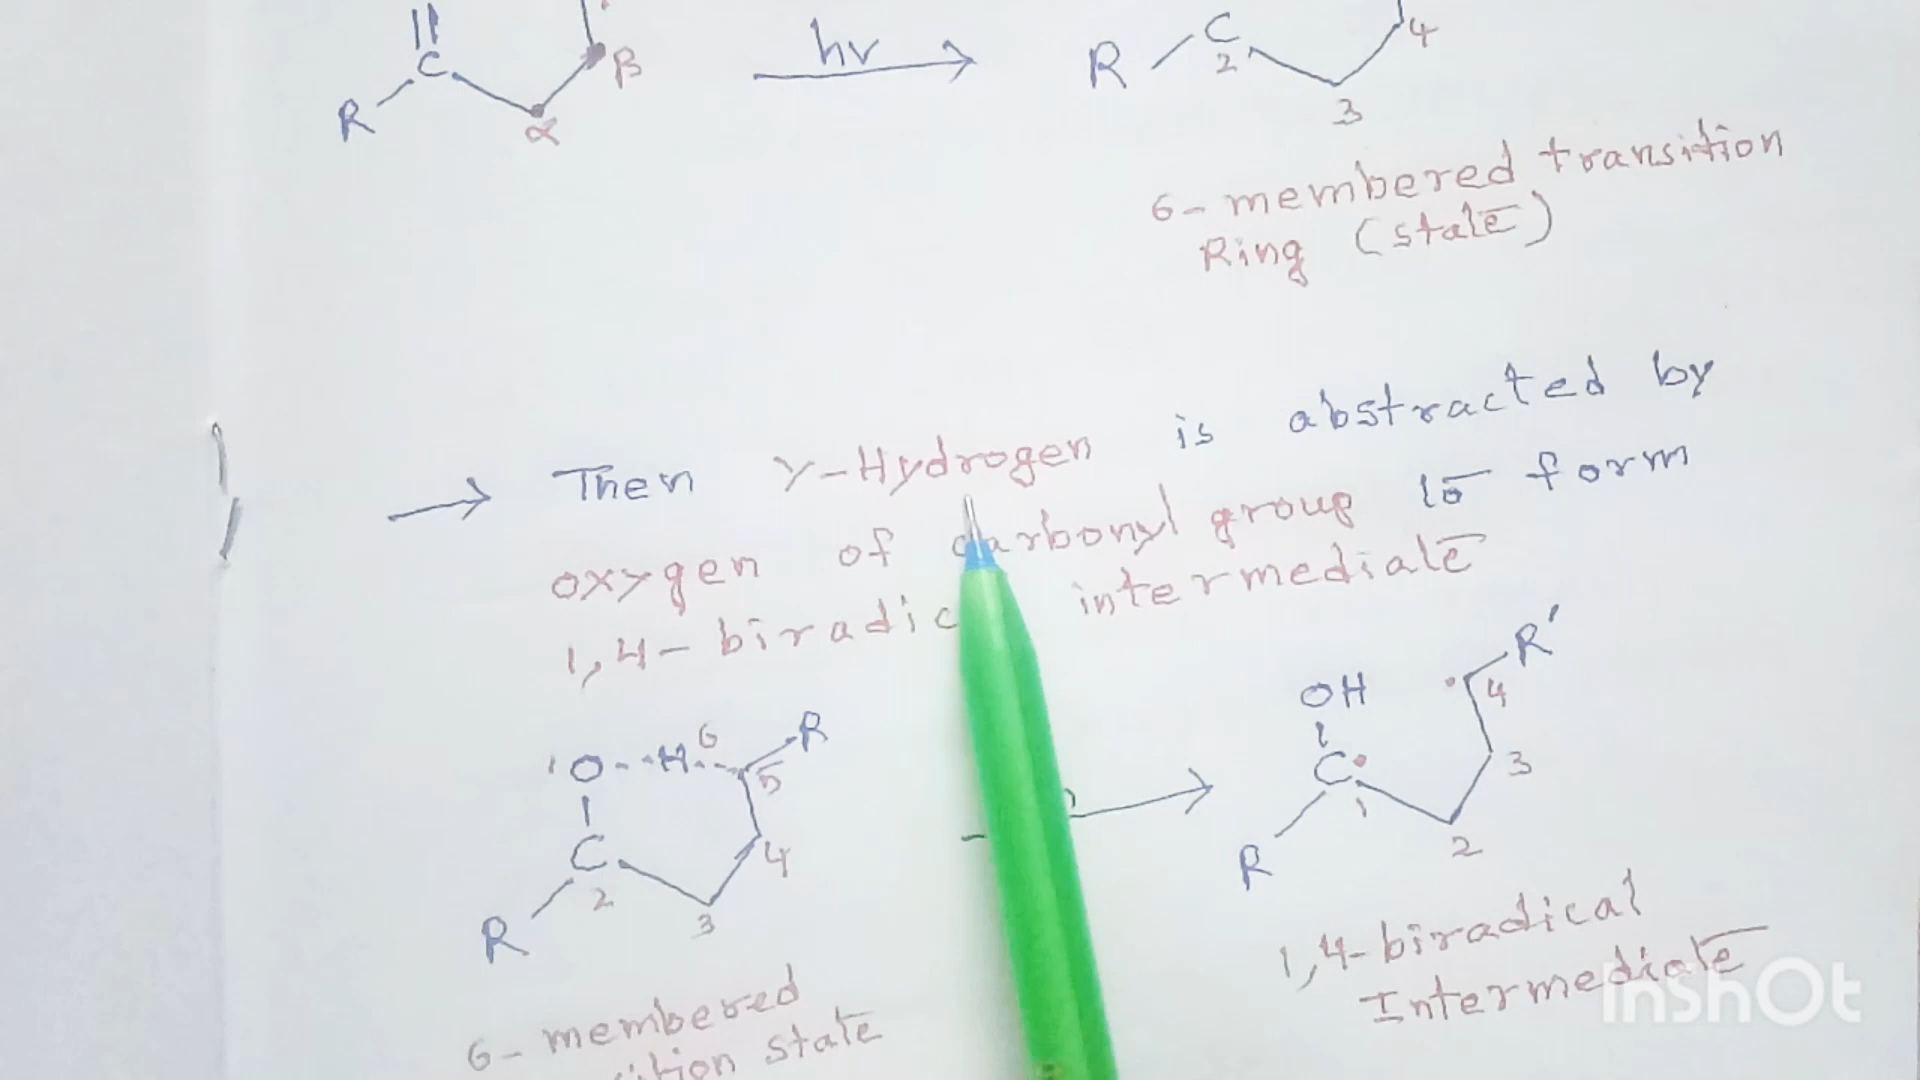 C
β
R
α
hν
R
C
2
3
4
6-membered transition
Ring (state)
Then γ-Hydrogen is abstracted by
oxygen of carbonyl group to form
1,4-biradic intermediate
1 O --- H --- 6 R
5
C
2
3
4
R
6-membered
sition state
OH
C
1
2
3
4
R'
R
1,4-biradical
Intermediate
InShOt